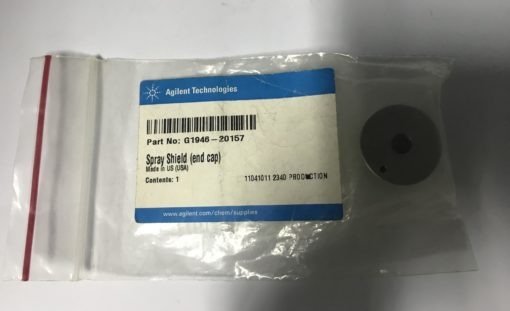 Agilent Technologies
Part No: G1946-20157
Spray Shield (end cap)
Made in US (USA)
Contents: 1
11041011 2340 PRODUCTION
www.agilent.com/chem/supplies